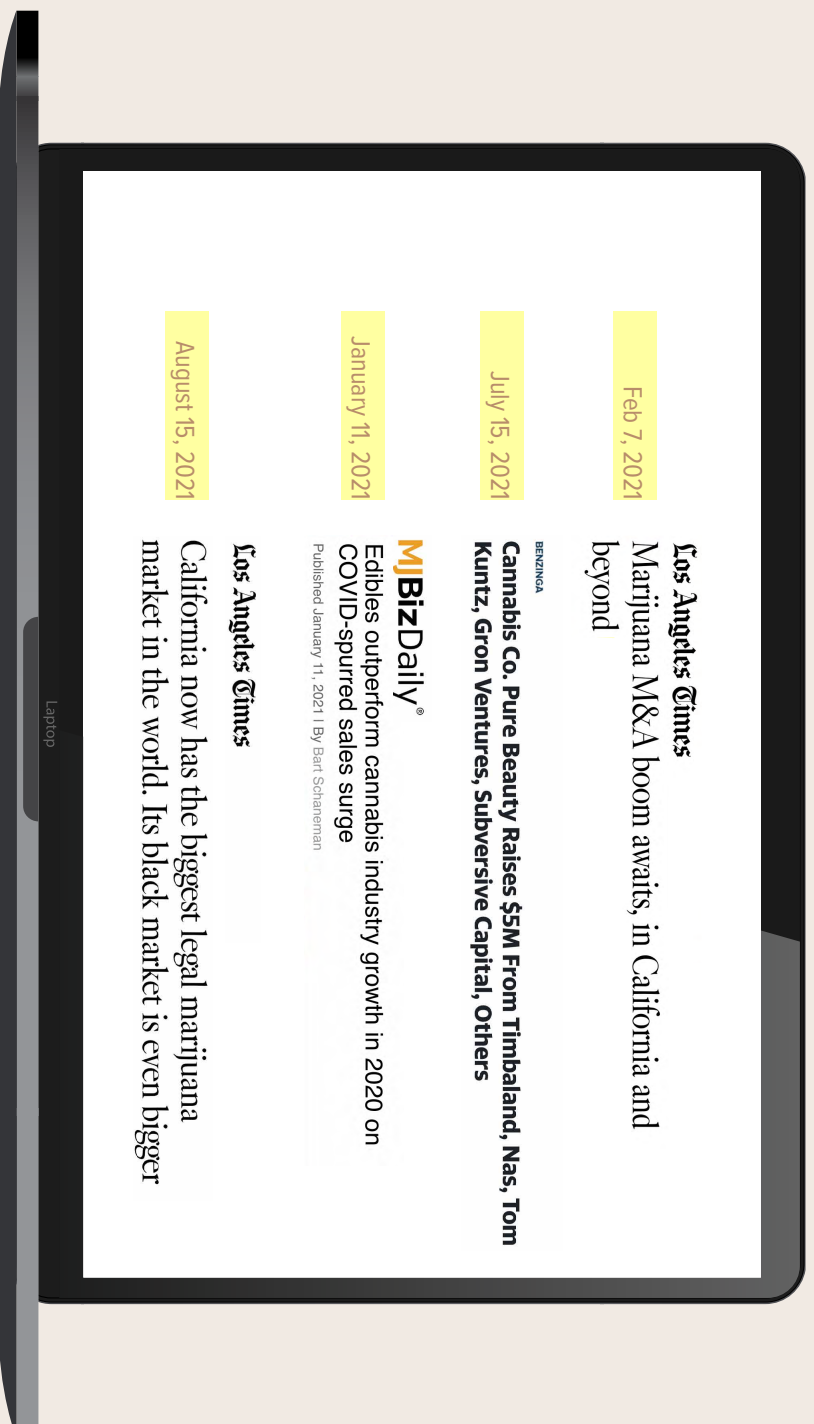 Los Angeles Times
Feb 7, 2021
Marijuana M&A boom awaits, in California and
beyond
BENZINGA
July 15, 2021
Cannabis Co. Pure Beauty Raises $5M From Timbaland, Nas, Tom
Kuntz, Gron Ventures, Subversive Capital, Others
MJBizDaily®
January 11, 2021
Edibles outperform cannabis industry growth in 2020 on
COVID-spurred sales surge
Published January 11, 2021 | By Bart Schaneman
Los Angeles Times
August 15, 2021
California now has the biggest legal marijuana
market in the world. Its black market is even bigger
Laptop